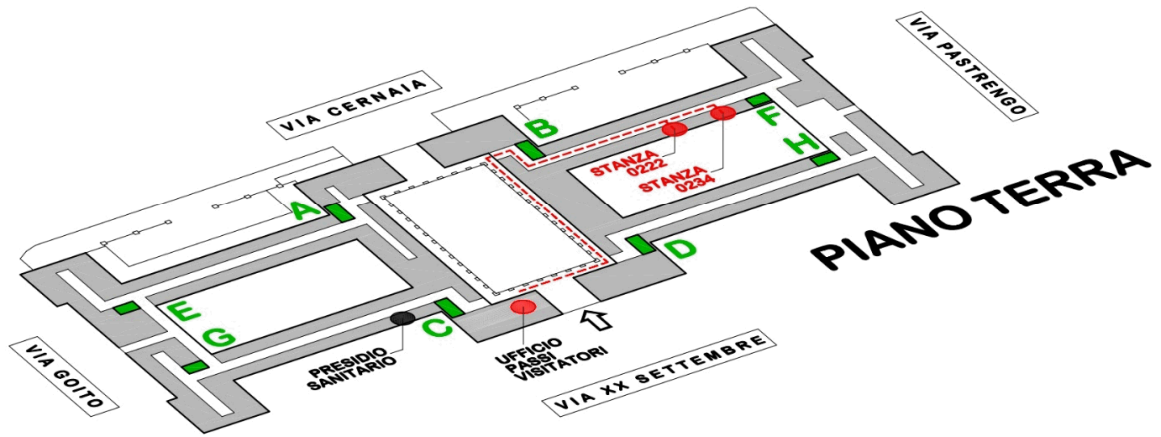 VIA PASTRENGO
VIA CERNAIA
B
F
H
STANZA
0222
STANZA
0234
A
D
PIANO TERRA
E
G
C
PRESIDIO
SANITARIO
UFFICIO
PASSI
VISITATORI
VIA GOITO
VIA XX SETTEMBRE